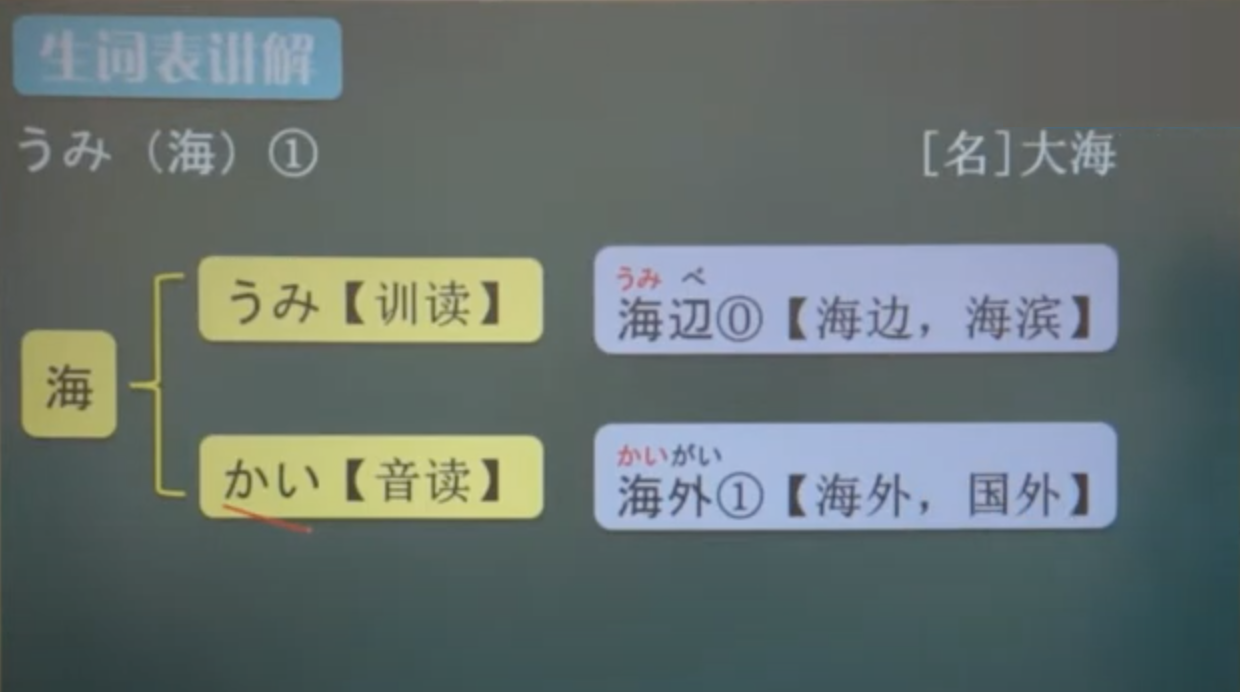 生词表讲解
うみ（海）① [名]大海
海
うみ【训读】
うみ べ
海辺⓪【海边，海滨】
かい【音读】
かいがい
海外①【海外，国外】